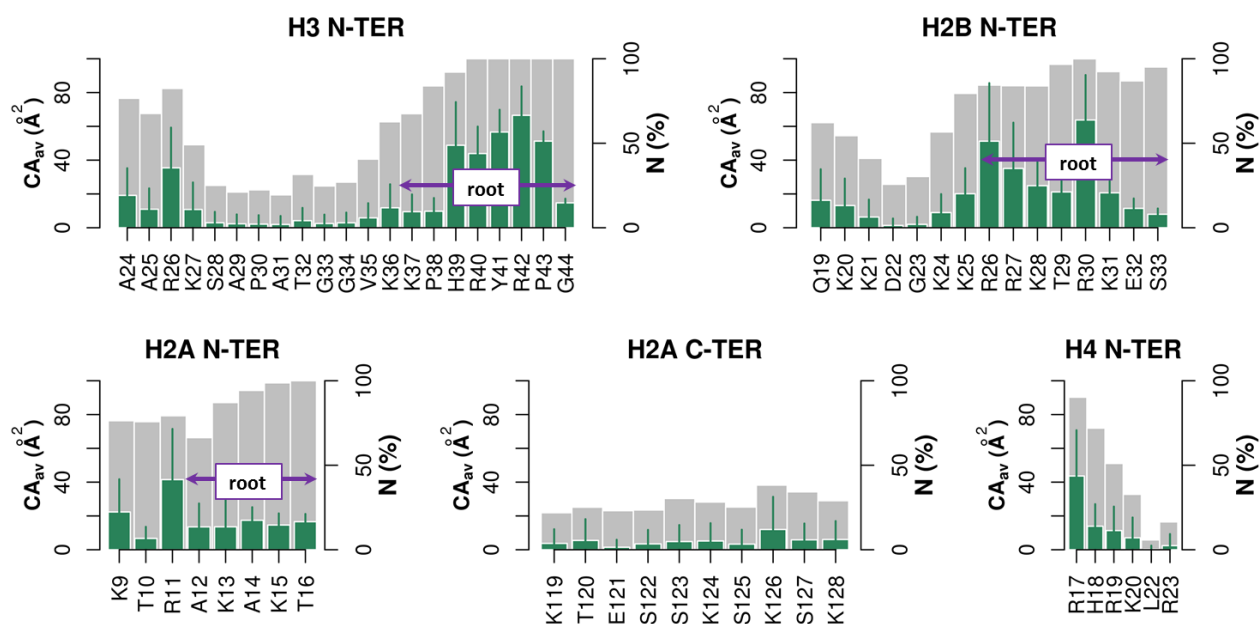 H3 N-TER
CAav (Å2)
0
40
80
N (%)
0
50
100
root
A24
A25
R26
K27
S28
A29
P30
A31
T32
G33
G34
V35
K36
K37
P38
H39
R40
Y41
R42
P43
G44
H2B N-TER
CAav (Å2)
0
40
80
N (%)
0
50
100
root
Q19
K20
K21
D22
G23
K24
K25
R26
R27
K28
T29
R30
K31
E32
S33
H2A N-TER
CAav (Å2)
0
40
80
N (%)
0
50
100
root
K9
T10
R11
A12
K13
A14
K15
T16
H2A C-TER
CAav (Å2)
0
40
80
N (%)
0
50
100
K119
T120
E121
S122
S123
K124
S125
K126
S127
K128
H4 N-TER
CAav (Å2)
0
40
80
N (%)
0
50
100
R17
H18
R19
K20
L22
R23